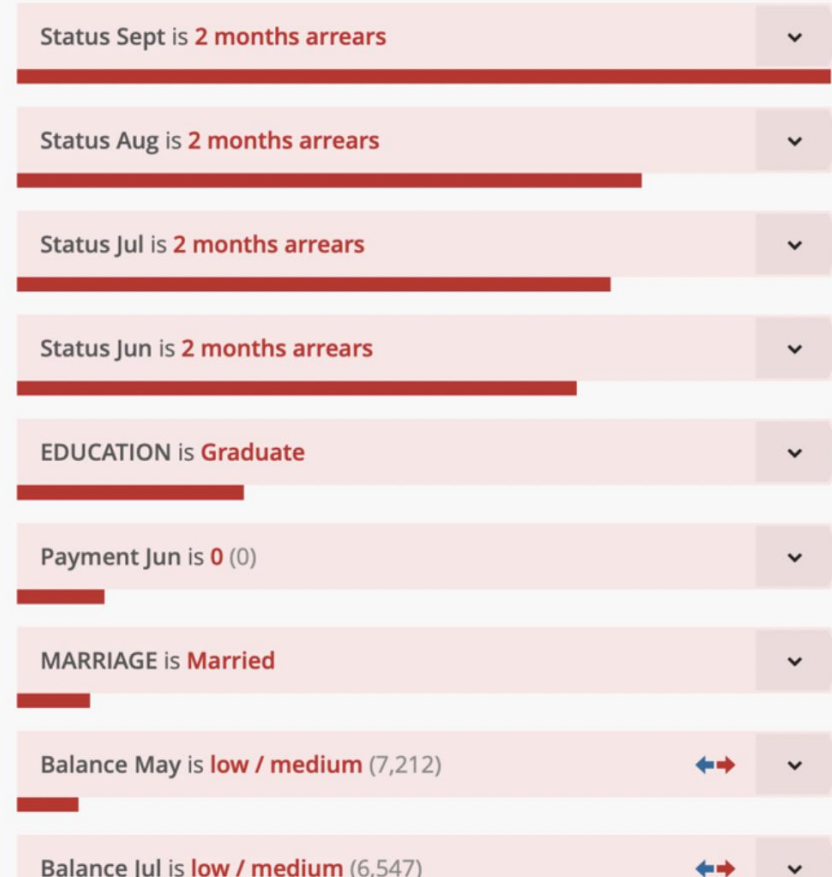 Status Sept is 2 months arrears
Status Aug is 2 months arrears
Status Jul is 2 months arrears
Status Jun is 2 months arrears
EDUCATION is Graduate
Payment Jun is 0 (0)
MARRIAGE is Married
Balance May is low / medium (7,212)
Balance Jul is low / medium (6,547)